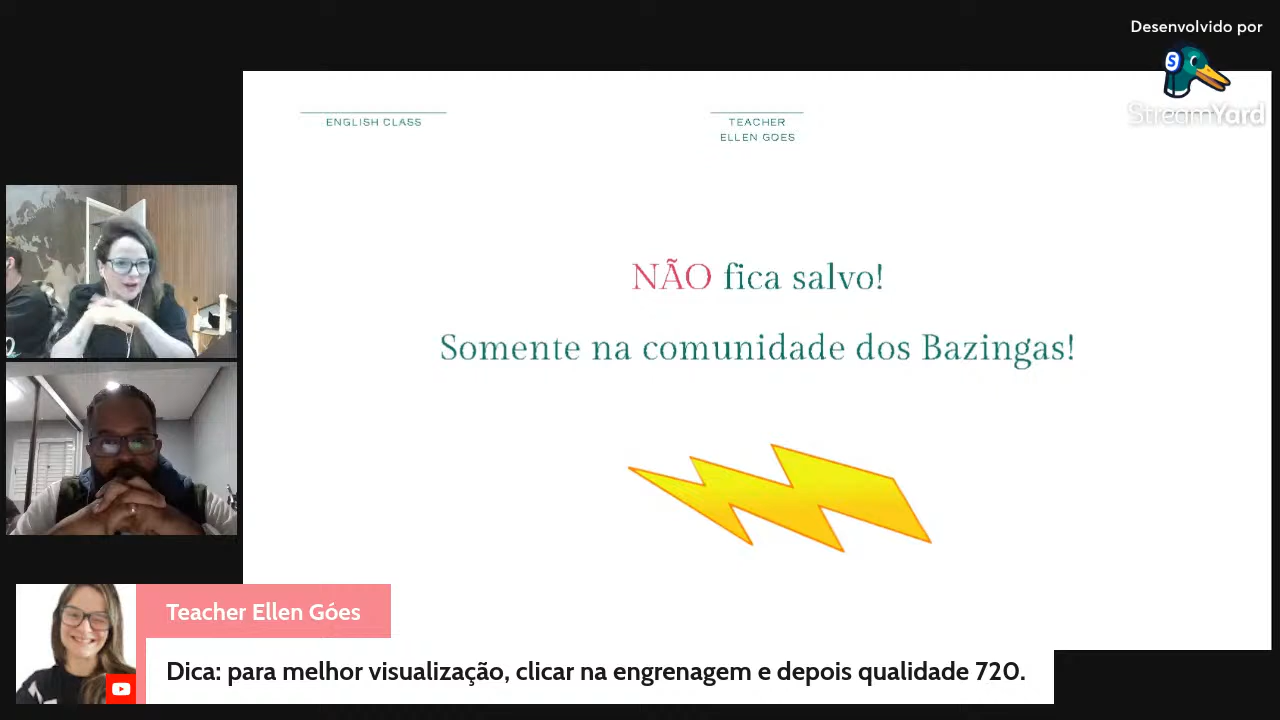 Desenvolvido por
StreamYard
ENGLISH CLASS
TEACHER
ELLEN GÓES
NÃO fica salvo!
Somente na comunidade dos Bazingas!
Teacher Ellen Góes
Dica: para melhor visualização, clicar na engrenagem e depois qualidade 720.